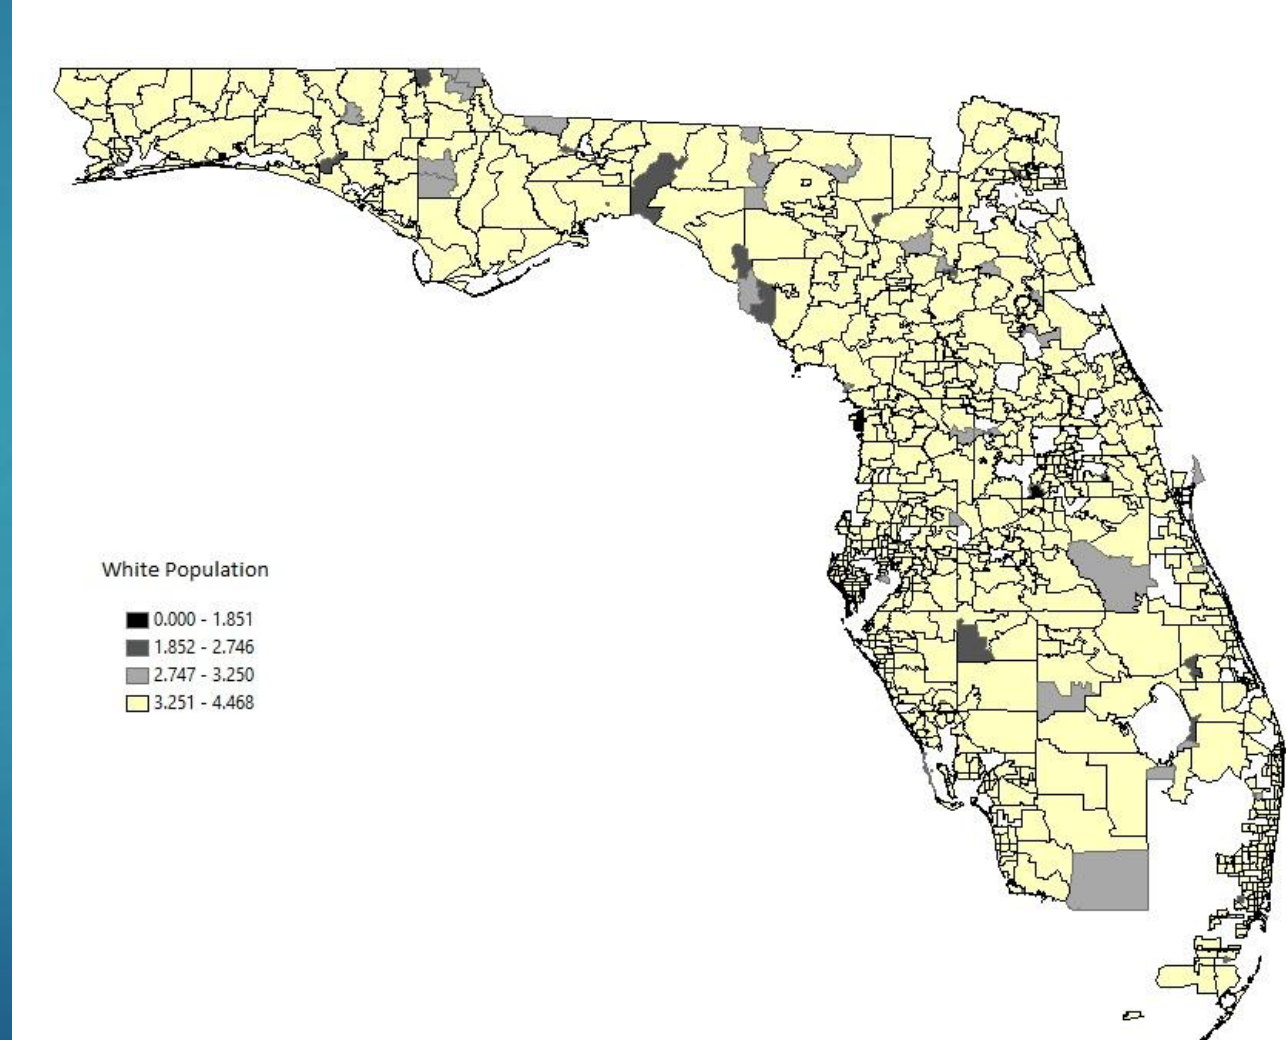 White Population
0.000 - 1.851
1.852 - 2.746
2.747 - 3.250
3.251 - 4.468